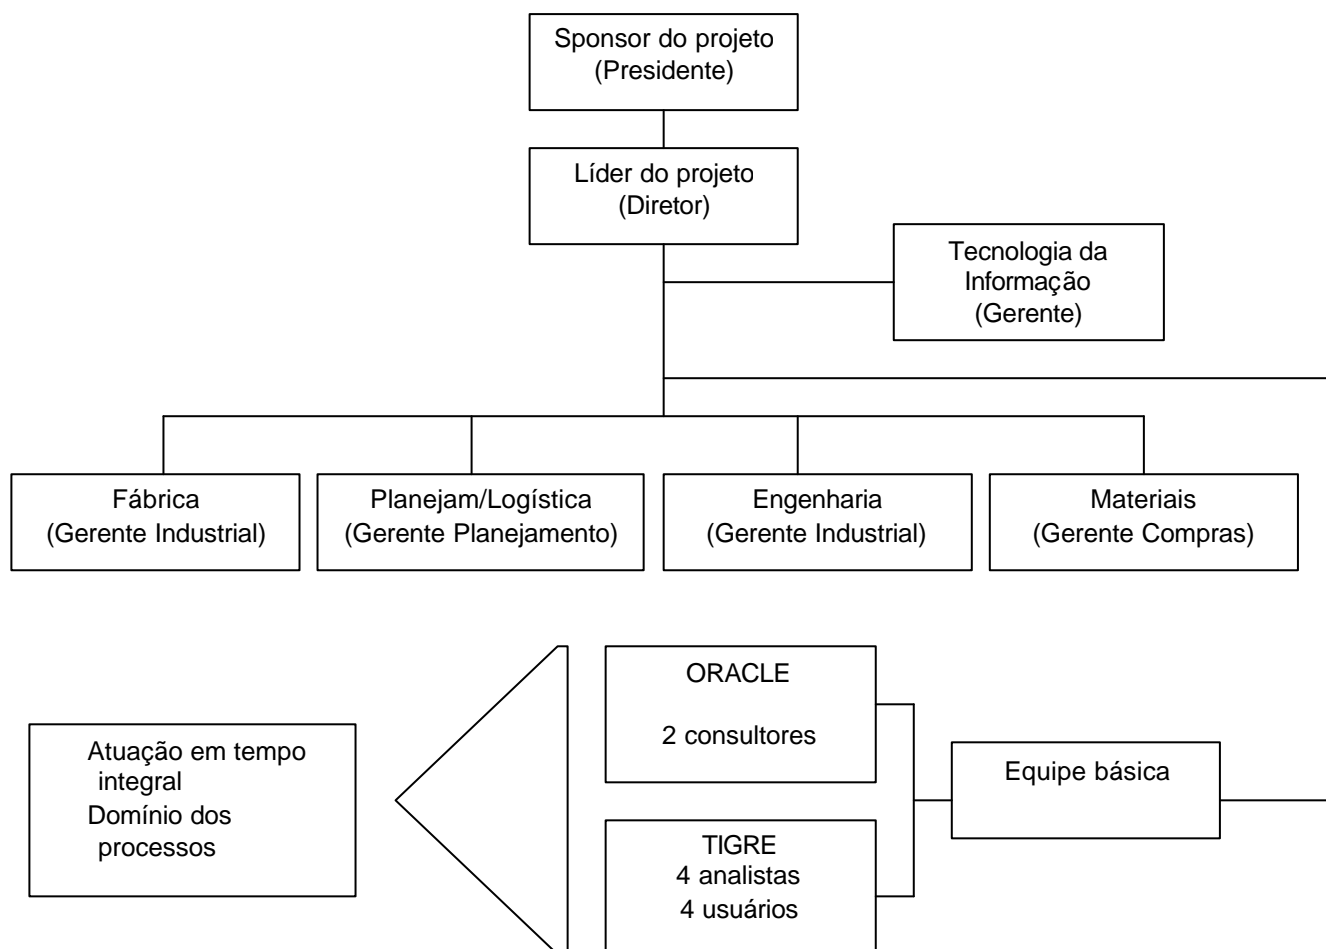 Sponsor do projeto
(Presidente)
Líder do projeto
(Diretor)
Tecnologia da
Informação
(Gerente)
Fábrica
(Gerente Industrial)
Planejam/Logística
(Gerente Planejamento)
Engenharia
(Gerente Industrial)
Materiais
(Gerente Compras)
Atuação em tempo
integral
Domínio dos
processos
ORACLE
2 consultores
TIGRE
4 analistas
4 usuários
Equipe básica